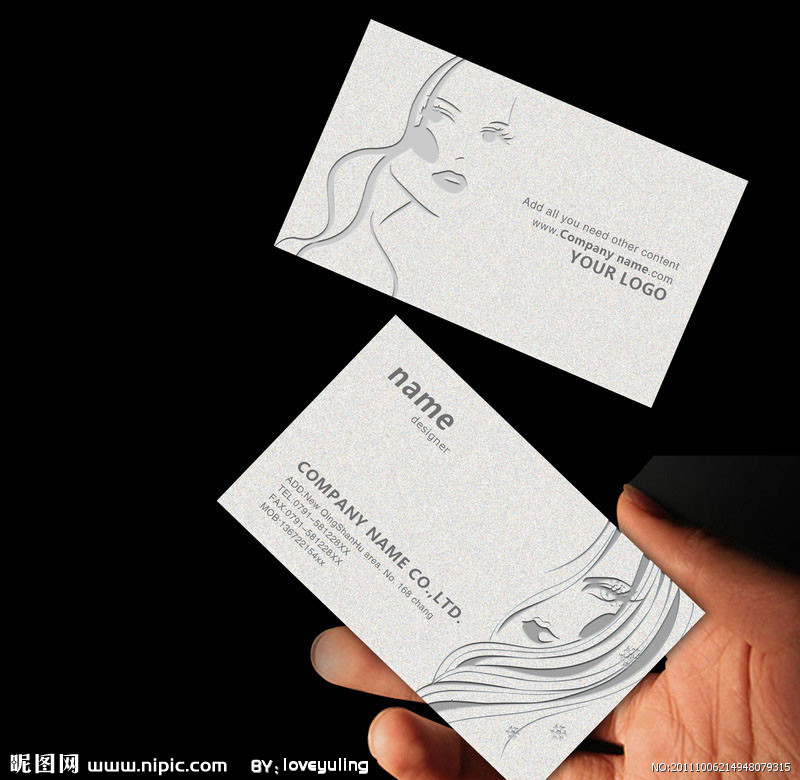 Add all you need other content
www.Company name.com
YOUR LOGO
name
designer
COMPANY NAME CO.,LTD.
ADD:New QingShanHu area. No. 168 chang
TEL:0791-581228XX
FAX:0791-581228XX
MOB:136722154xx
昵图网 www.nipic.com BY:loveyuling
NO:20111006214948079315